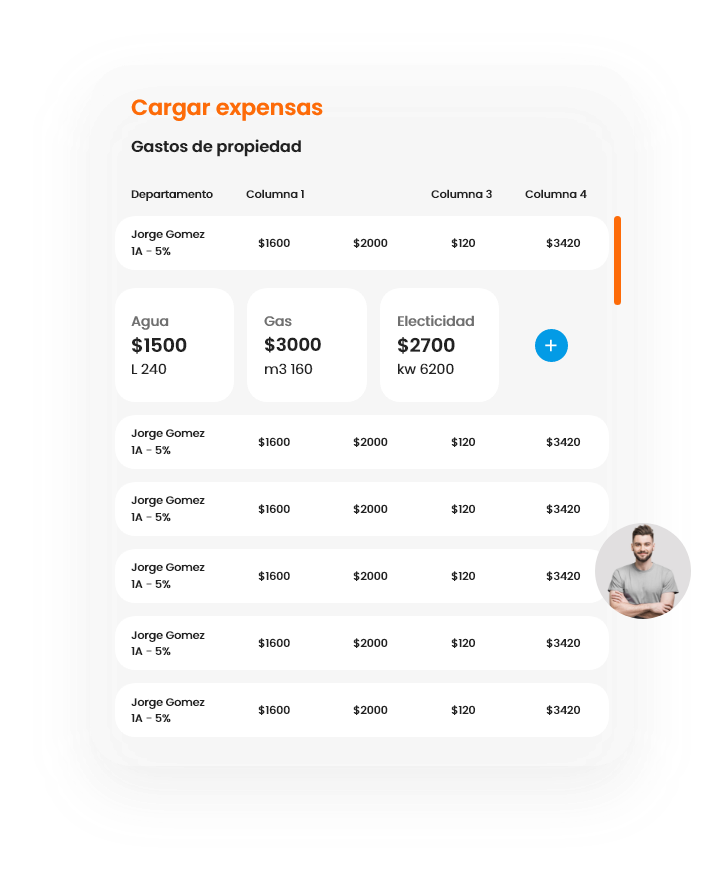 Cargar expensas
Gastos de propiedad
Departamento Columna 1 Columna 3 Columna 4
Jorge Gomez
1A - 5% $1600 $2000 $120 $3420
Agua Gas Electicidad
$1500 $3000 $2700
L 240 m3 160 kw 6200
Jorge Gomez
1A - 5% $1600 $2000 $120 $3420
Jorge Gomez
1A - 5% $1600 $2000 $120 $3420
Jorge Gomez
1A - 5% $1600 $2000 $120 $3420
Jorge Gomez
1A - 5% $1600 $2000 $120 $3420
Jorge Gomez
1A - 5% $1600 $2000 $120 $3420